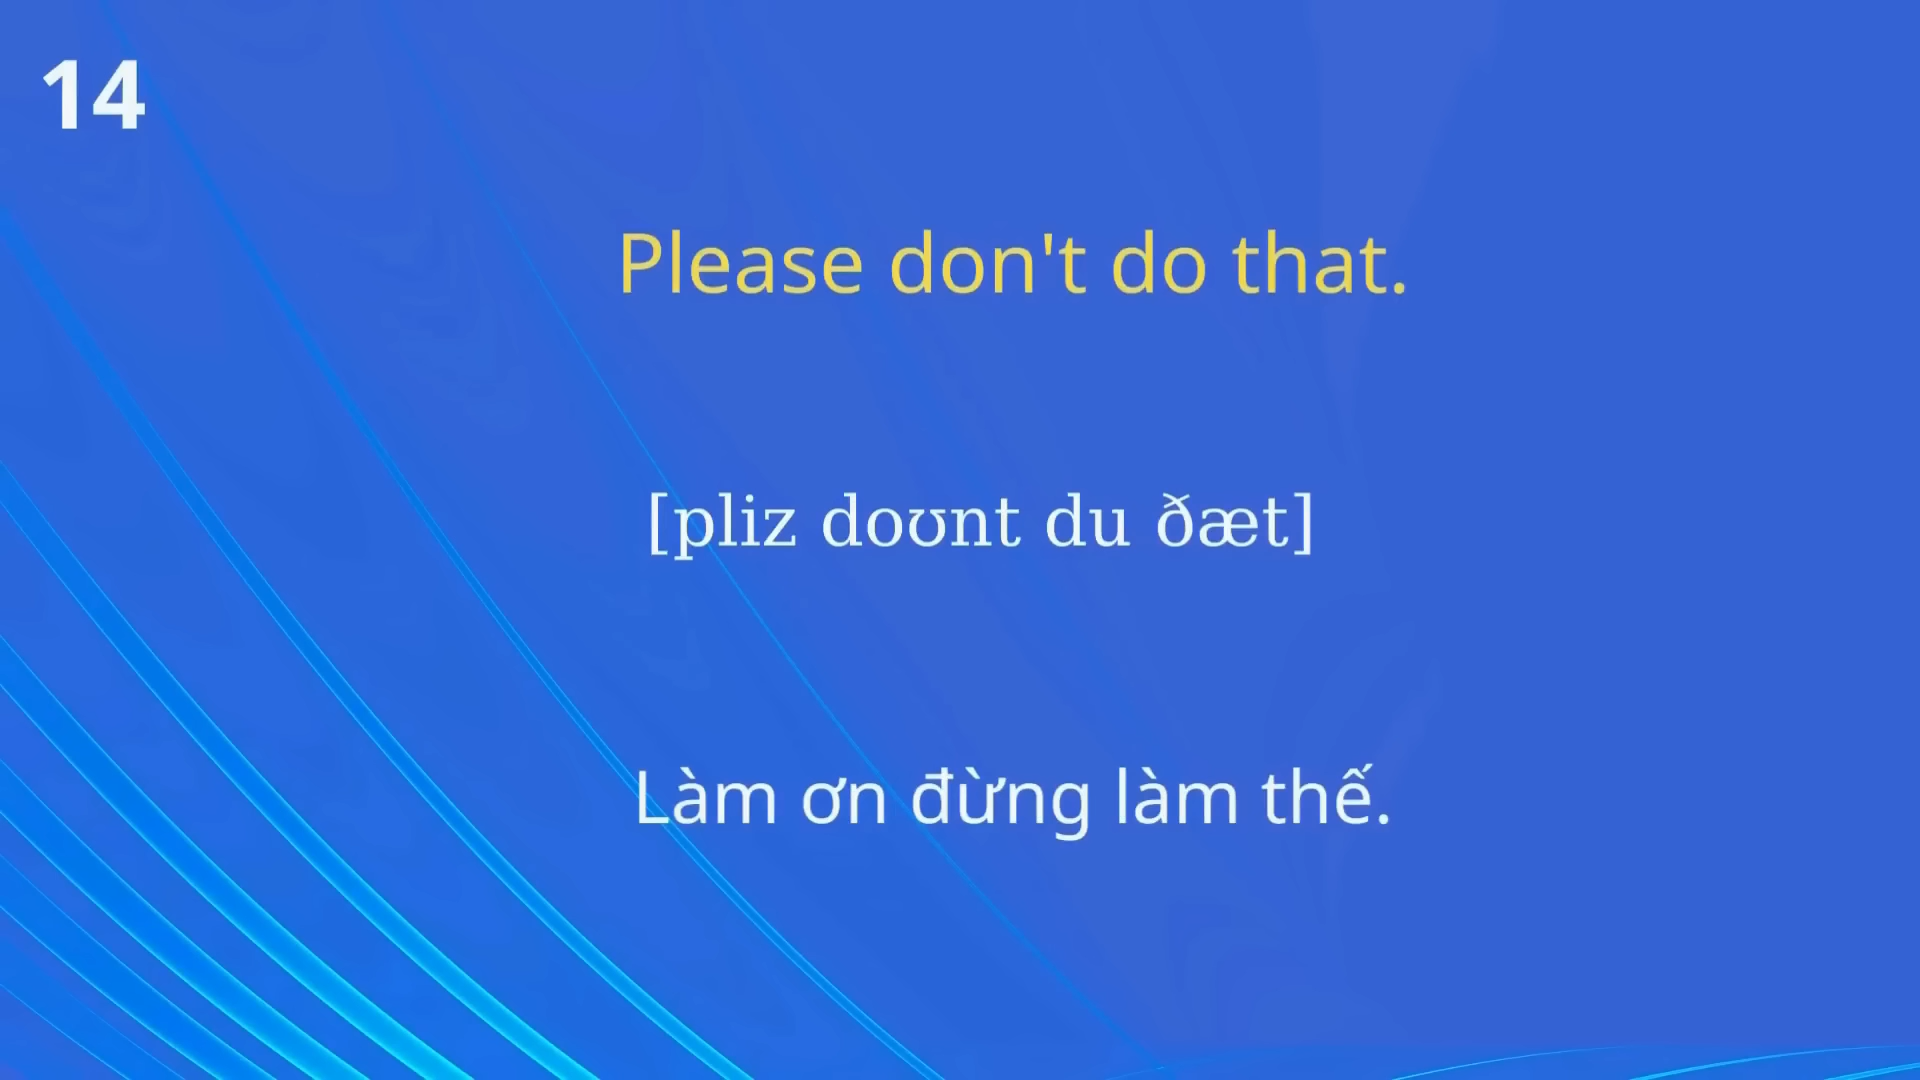 14
Please don't do that.
[pliz doʊnt du ðæt]
Làm ơn đừng làm thế.